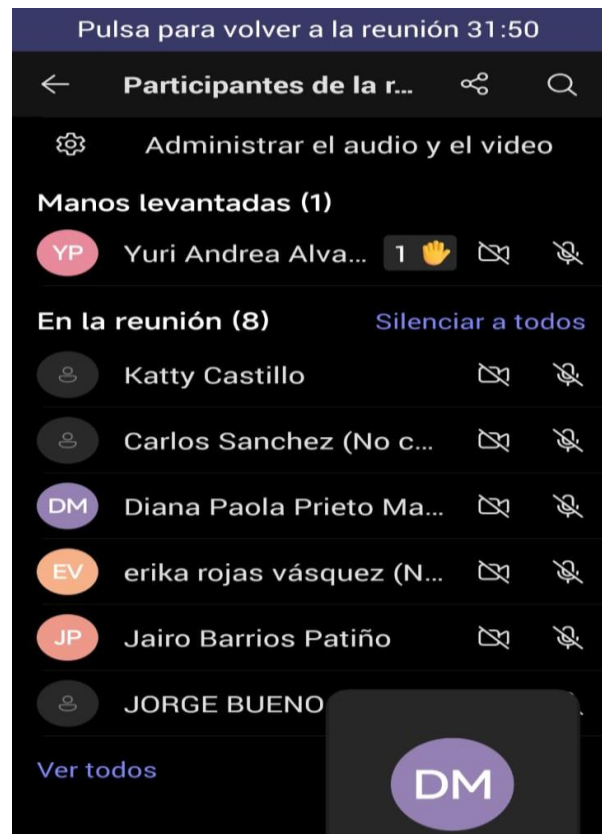 Pulsa para volver a la reunión 31:50
Participantes de la r...
Administrar el audio y el video
Manos levantadas (1)
YP Yuri Andrea Alva... 1
En la reunión (8) Silenciar a todos
Katty Castillo
Carlos Sanchez (No c...
DM Diana Paola Prieto Ma...
EV erika rojas vásquez (N...
JP Jairo Barrios Patiño
JORGE BUENO
Ver todos
DM